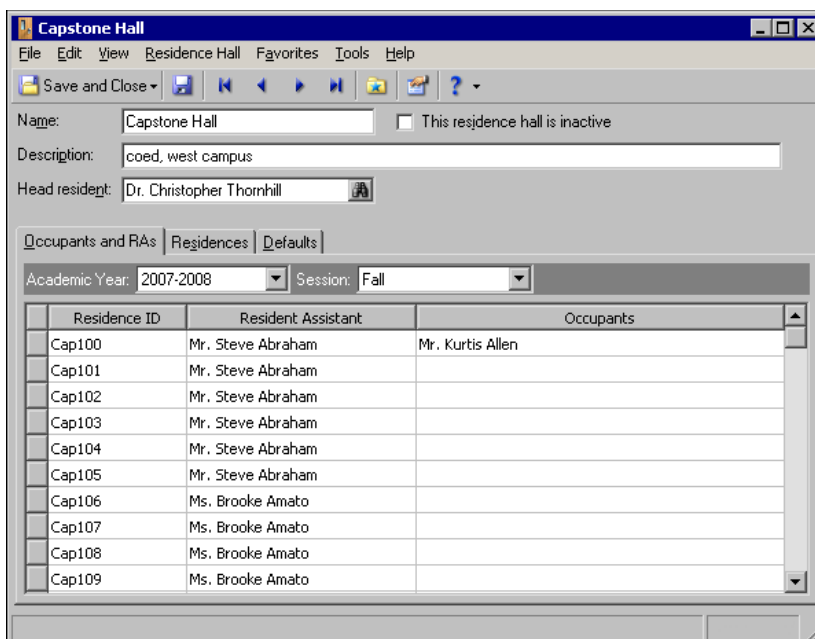 Capstone Hall
File Edit View Residence Hall Favorites Tools Help
Save and Close
Name: Capstone Hall This residence hall is inactive
Description: coed, west campus
Head resident: Dr. Christopher Thornhill
Occupants and RAs Residences Defaults
Academic Year: 2007-2008 Session: Fall
Residence ID Resident Assistant Occupants
Cap100 Mr. Steve Abraham Mr. Kurtis Allen
Cap101 Mr. Steve Abraham
Cap102 Mr. Steve Abraham
Cap103 Mr. Steve Abraham
Cap104 Mr. Steve Abraham
Cap105 Mr. Steve Abraham
Cap106 Ms. Brooke Amato
Cap107 Ms. Brooke Amato
Cap108 Ms. Brooke Amato
Cap109 Ms. Brooke Amato